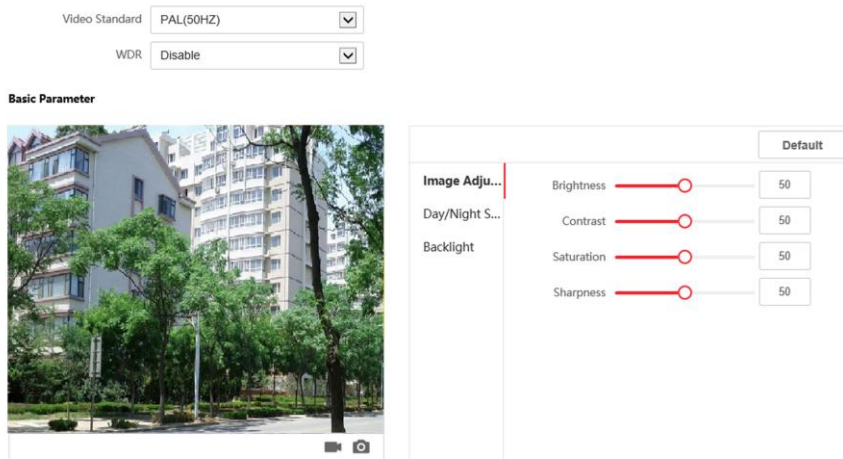 Video Standard PAL(50HZ)
WDR Disable
Basic Parameter
Default
Image Adju...
Day/Night S...
Backlight
Brightness 50
Contrast 50
Saturation 50
Sharpness 50